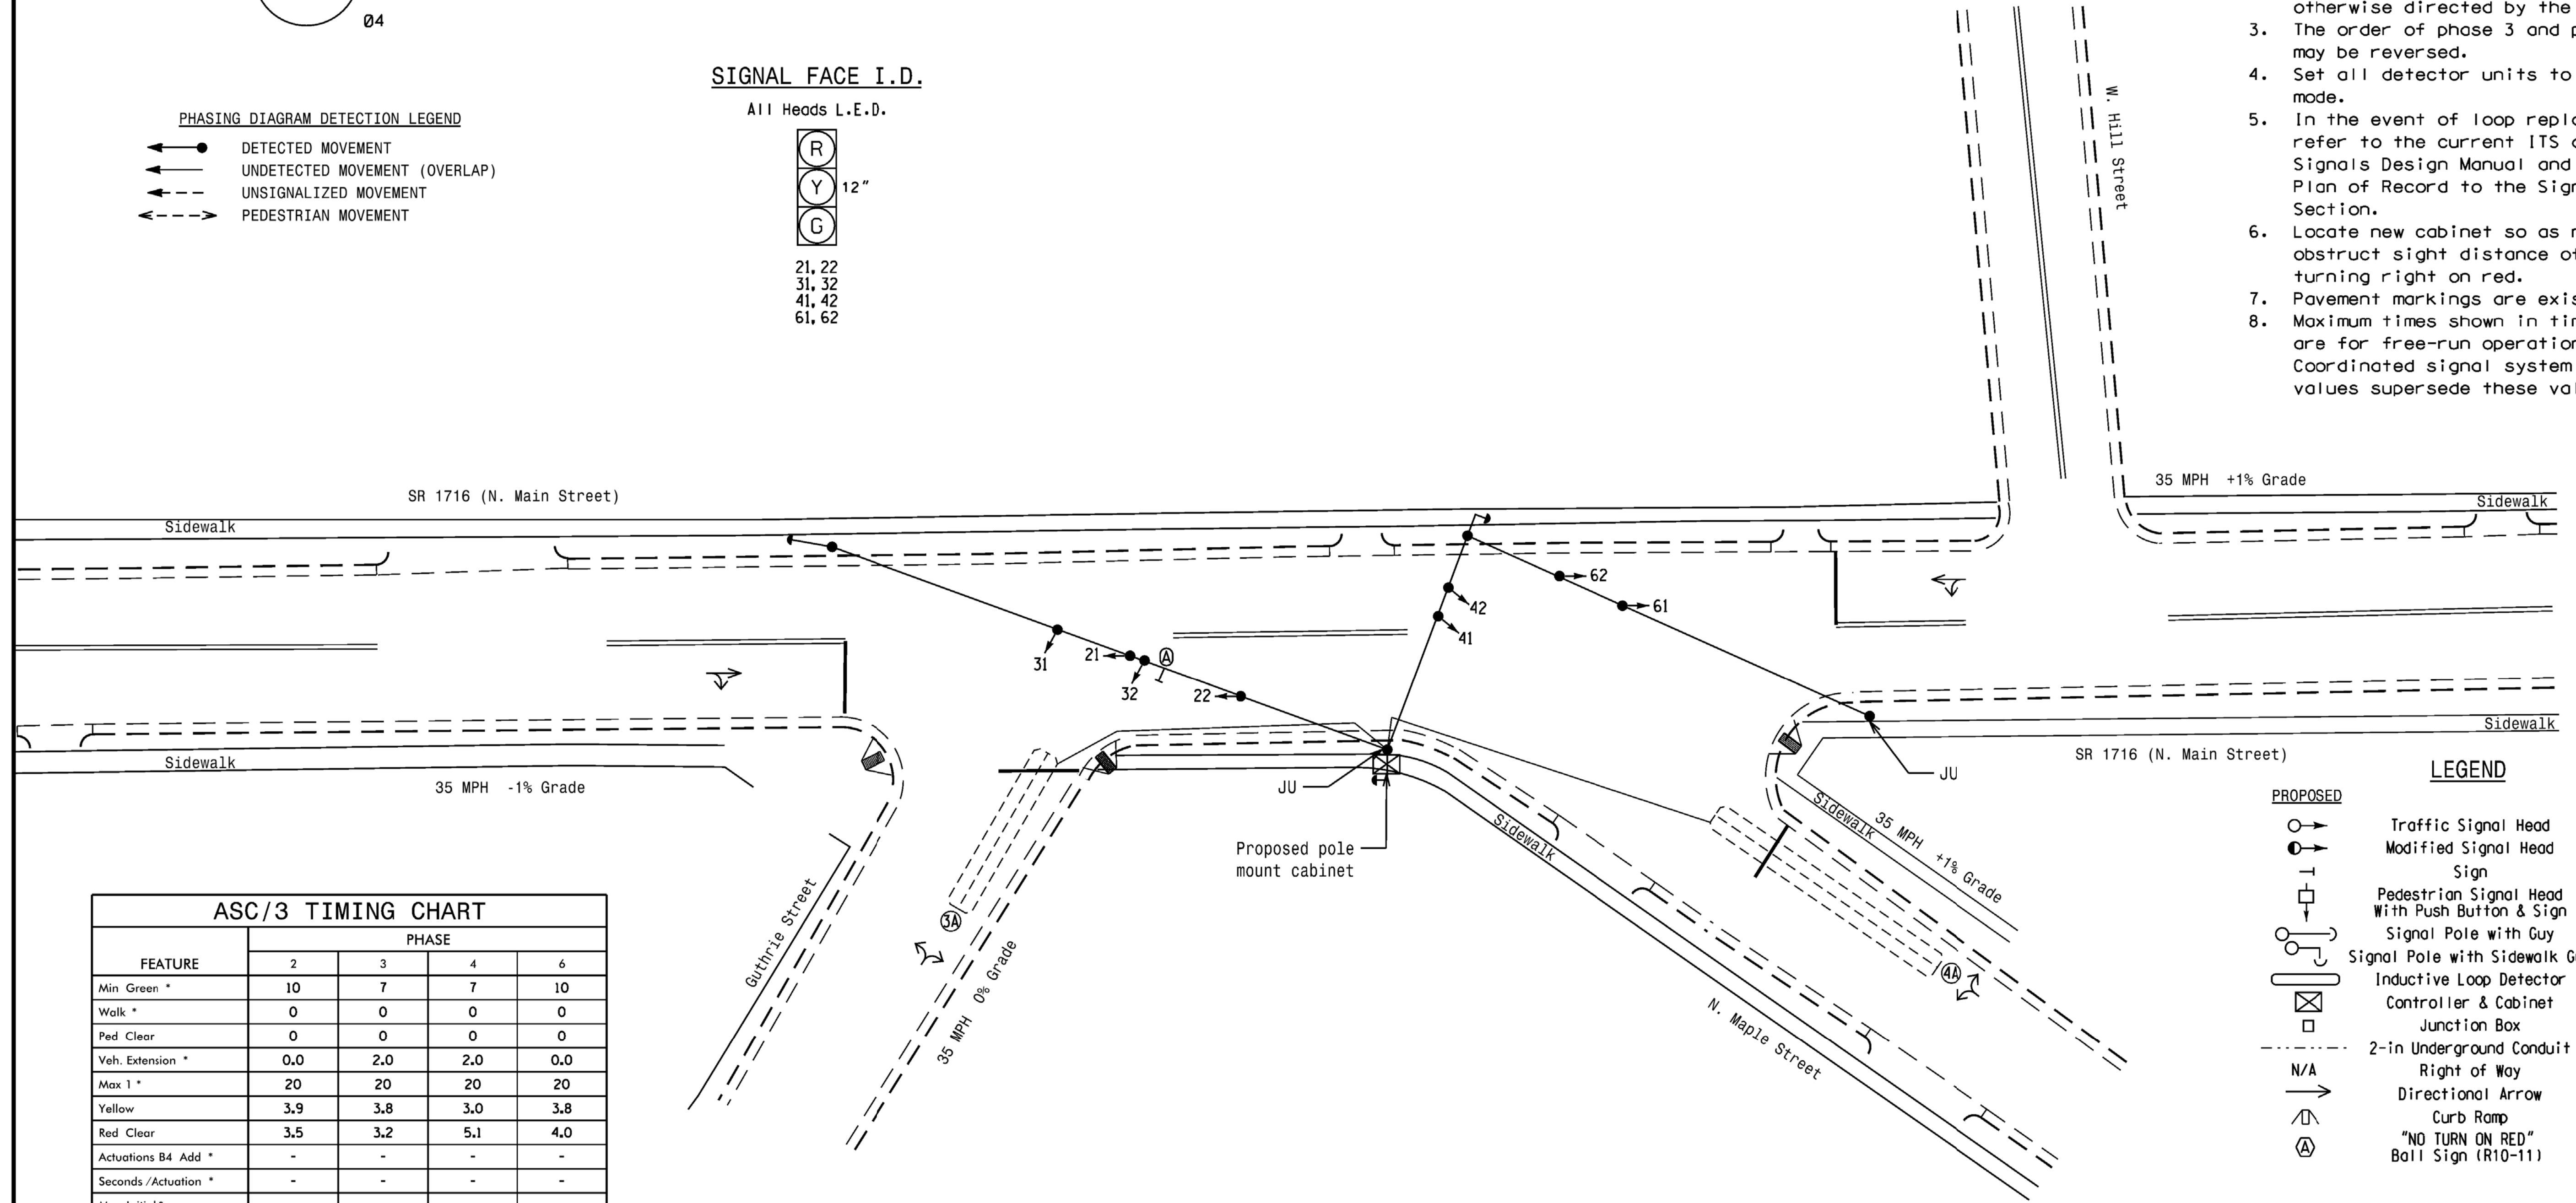 Ø4
SIGNAL FACE I.D.
All Heads L.E.D.
R
Y
12"
G
21, 22
31, 32
41, 42
61, 62
PHASING DIAGRAM DETECTION LEGEND
DETECTED MOVEMENT
UNDETECTED MOVEMENT (OVERLAP)
UNSIGNALIZED MOVEMENT
PEDESTRIAN MOVEMENT
otherwise directed by the
3. The order of phase 3 and
may be reversed.
4. Set all detector units to
mode.
5. In the event of loop
refer to the current ITS
Signals Design Manual and
Plan of Record to the
Section.
6. Locate new cabinet so as
obstruct sight distance
turning right on red.
7. Pavement markings are
8. Maximum times shown in
are for free-run
Coordinated signal system
values supersede these
W. Hill Street
SR 1716 (N. Main Street)
Sidewalk
35 MPH +1% Grade
Sidewalk
62
61
42
41
31
21
A
32
22
Sidewalk
35 MPH -1% Grade
JU
Proposed pole
mount cabinet
Sidewalk
SR 1716 (N. Main Street)
JU
Sidewalk
35 MPH +1% Grade
Sidewalk
3A
4A
Guthrie Street
35 MPH 0% Grade
N. Maple Street
ASC/3 TIMING CHART
FEATURE PHASE
2 3 4 6
Min Green * 10 7 7 10
Walk * 0 0 0 0
Ped Clear 0 0 0 0
Veh. Extension * 0.0 2.0 2.0 0.0
Max 1 * 20 20 20 20
Yellow 3.9 3.8 3.0 3.8
Red Clear 3.5 3.2 5.1 4.0
Actuations B4 Add * - - - -
Seconds /Actuation * - - - -
LEGEND
PROPOSED
Traffic Signal Head
Modified Signal Head
Sign
Pedestrian Signal Head
With Push Button & Sign
Signal Pole with Guy
Signal Pole with Sidewalk
Inductive Loop Detector
Controller & Cabinet
Junction Box
2-in Underground Conduit
N/A Right of Way
Directional Arrow
Curb Ramp
A "NO TURN ON RED"
Ball Sign (R10-11)